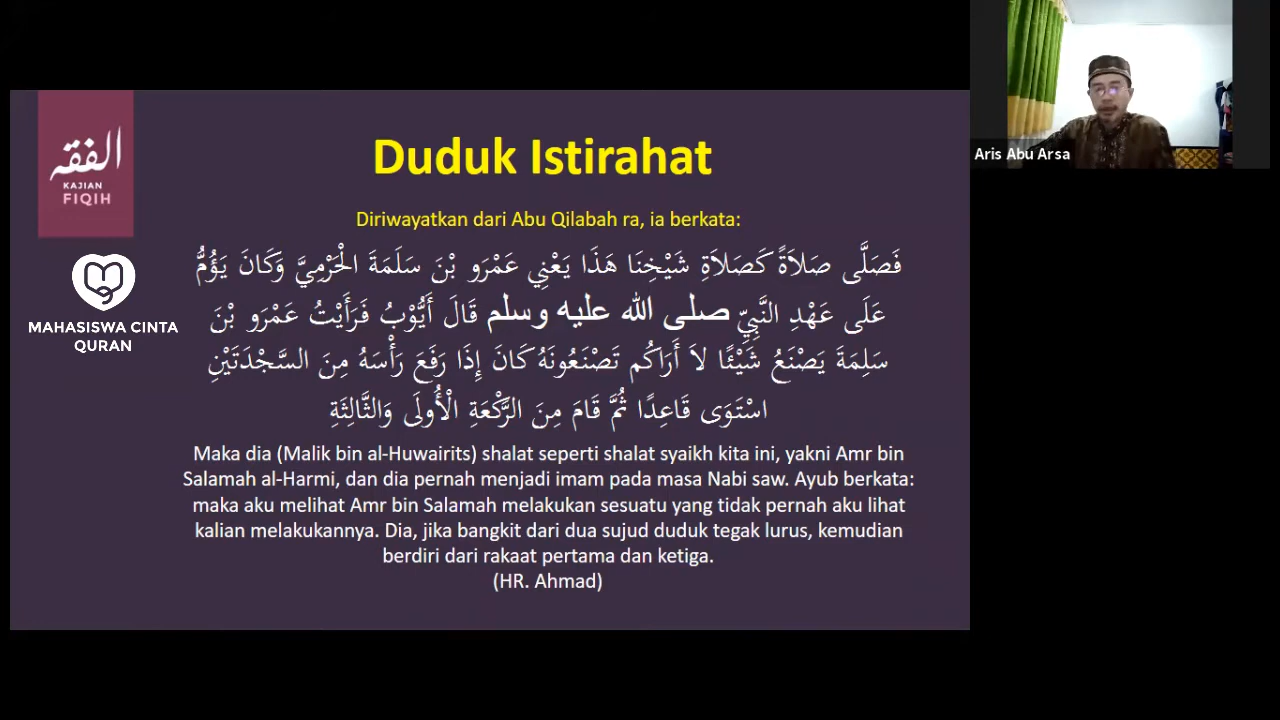 الفقه
KAJIAN
FIQIH
MAHASISWA CINTA
QURAN
Duduk Istirahat
Diriwayatkan dari Abu Qilabah ra, ia berkata:
فَصَلَّى صَلاَةً كَصَلاَةِ شَيْخِنَا هَذَا يَعْنِي عَمْرَو بْنَ سَلَمَةَ الْحَرْمِيَّ وَكَانَ يَؤُمُّ
عَلَى عَهْدِ النَّبِيِّ صلى الله عليه وسلم قَالَ أَيُّوْبُ فَرَأَيْتُ عَمْرَو بْنَ
سَلِمَةَ يَصْنَعُ شَيْئًا لاَ أَرَاكُم تَصْنَعُونَهُ كَانَ إِذَا رَفَعَ رَأْسَهُ مِنَ السَّجْدَتَيْنِ
اسْتَوَى قَاعِدًا ثُمَّ قَامَ مِنَ الرَّكْعَةِ الْأُولَى وَالثَّالِثَةِ
Maka dia (Malik bin al-Huwairits) shalat seperti shalat syaikh kita ini, yakni Amr bin
Salamah al-Harmi, dan dia pernah menjadi imam pada masa Nabi saw. Ayub berkata:
maka aku melihat Amr bin Salamah melakukan sesuatu yang tidak pernah aku lihat
kalian melakukannya. Dia, jika bangkit dari dua sujud duduk tegak lurus, kemudian
berdiri dari rakaat pertama dan ketiga.
(HR. Ahmad)
Aris Abu Arsa